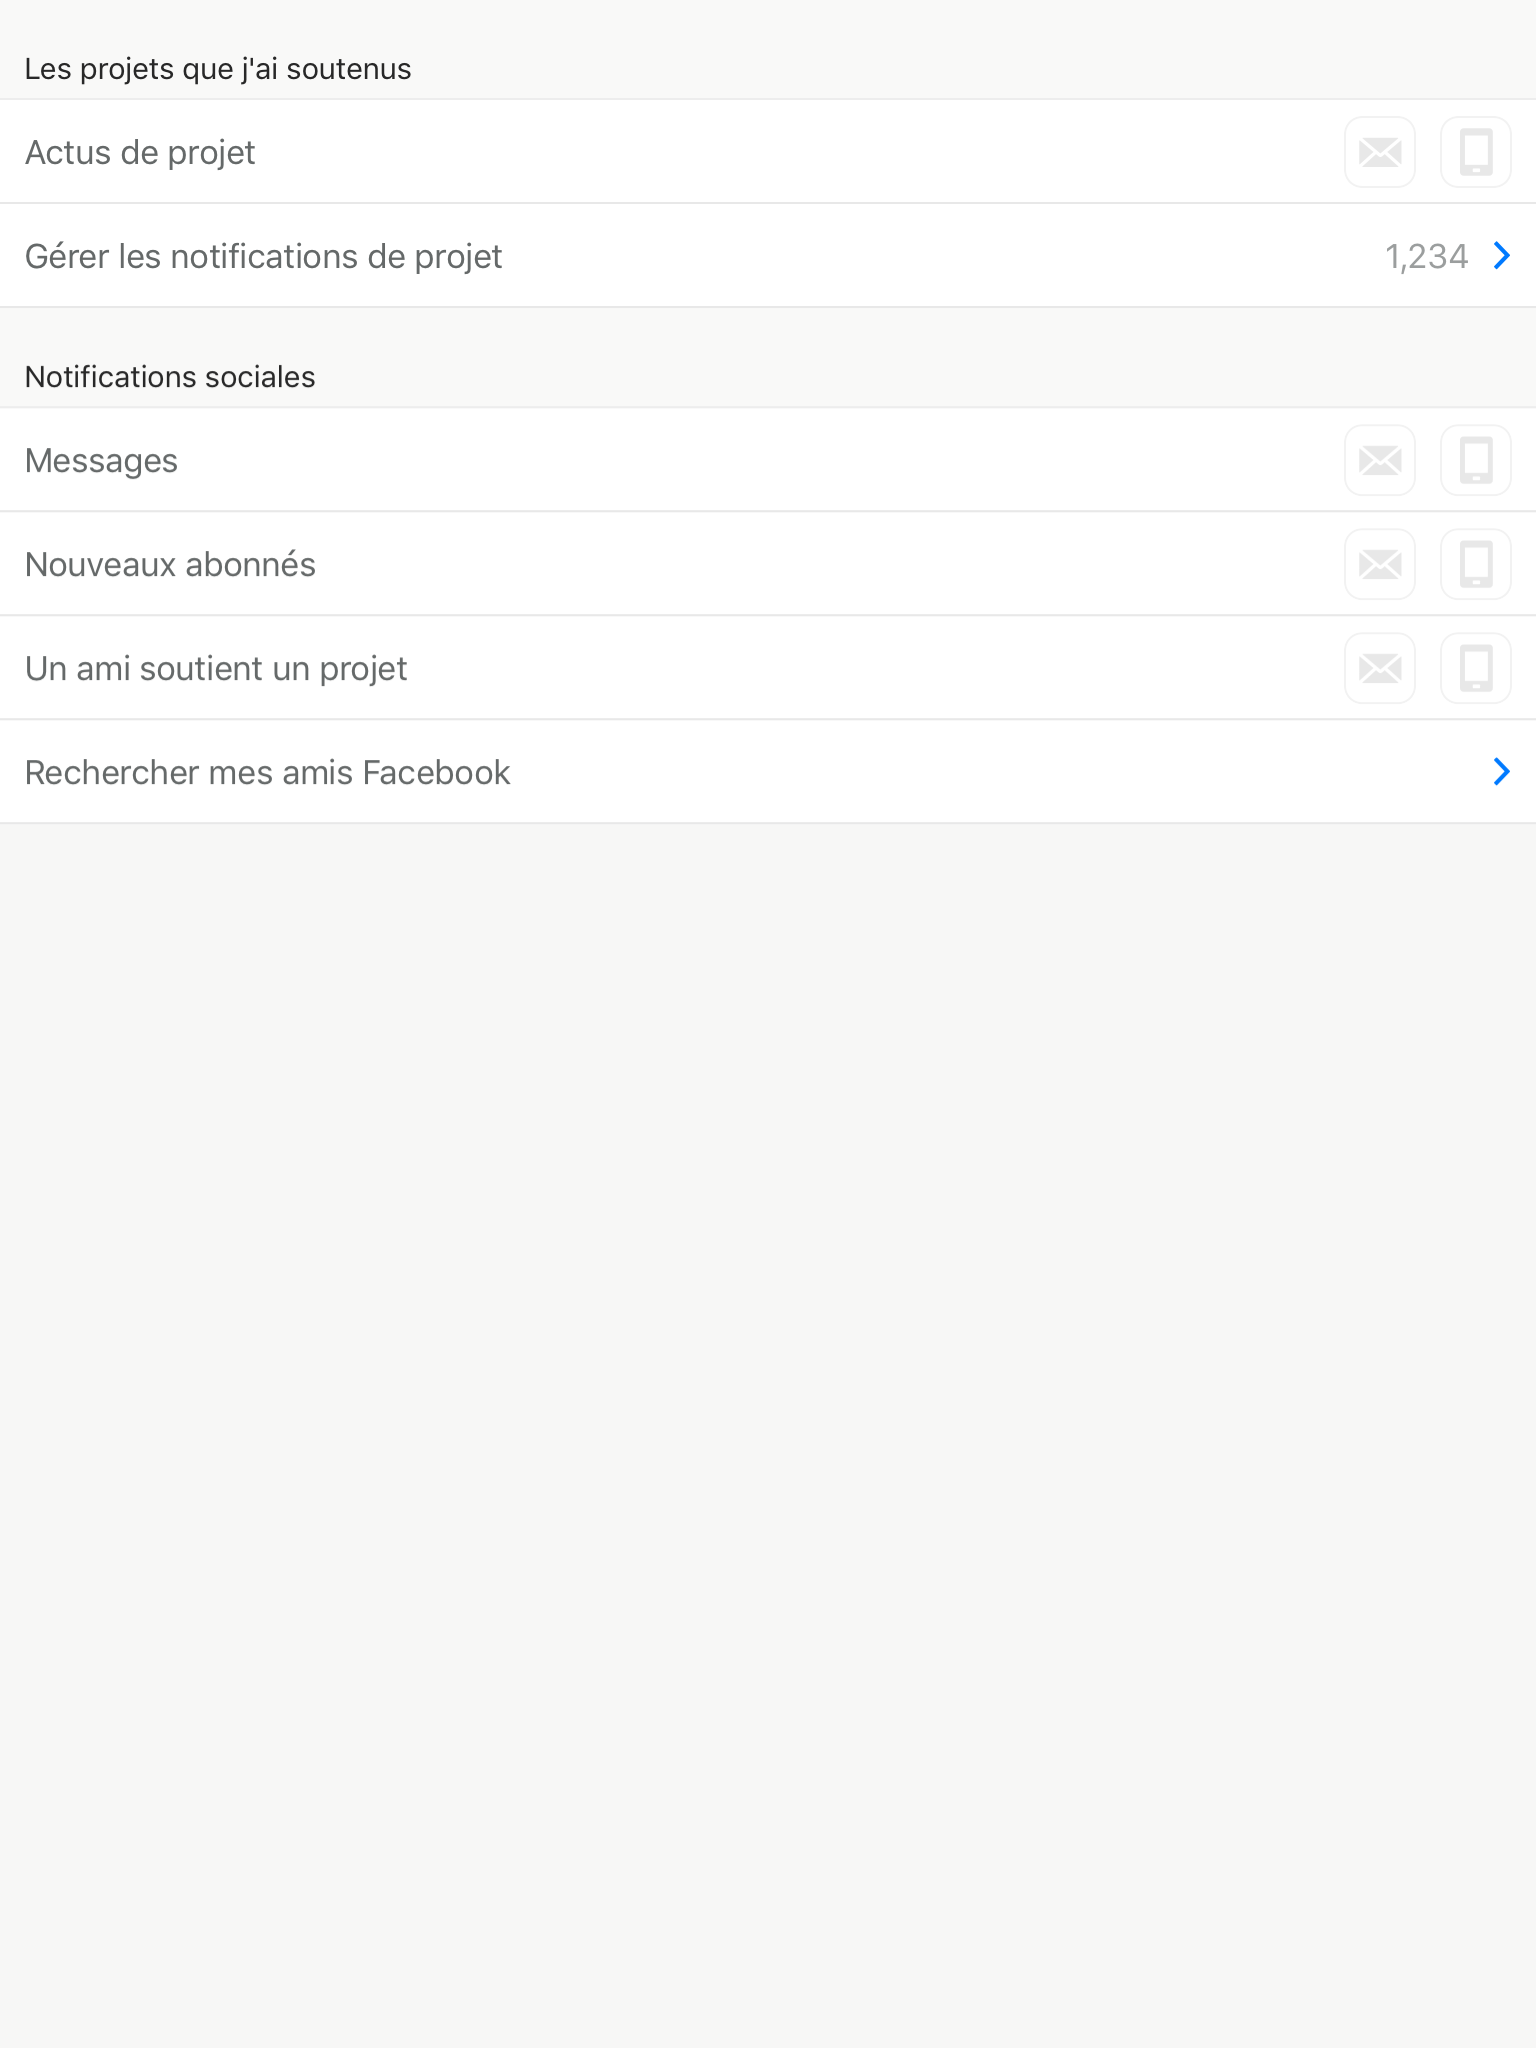 Les projets que j'ai soutenus
Actus de projet
Gérer les notifications de projet 1,234
Notifications sociales
Messages
Nouveaux abonnés
Un ami soutient un projet
Rechercher mes amis Facebook